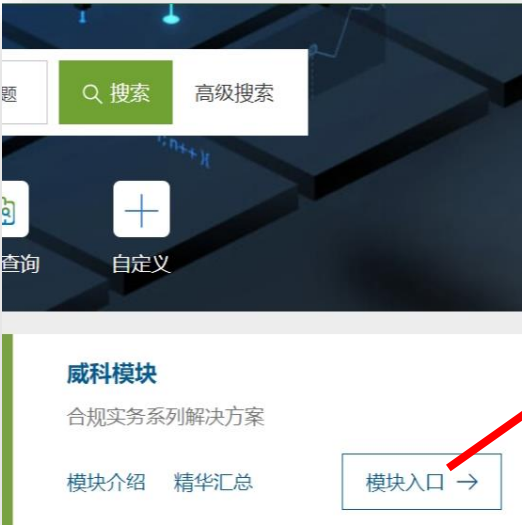 题
搜索 高级搜索
;n++){
查询 自定义
威科模块
合规实务系列解决方案
模块介绍 精华汇总 模块入口 →